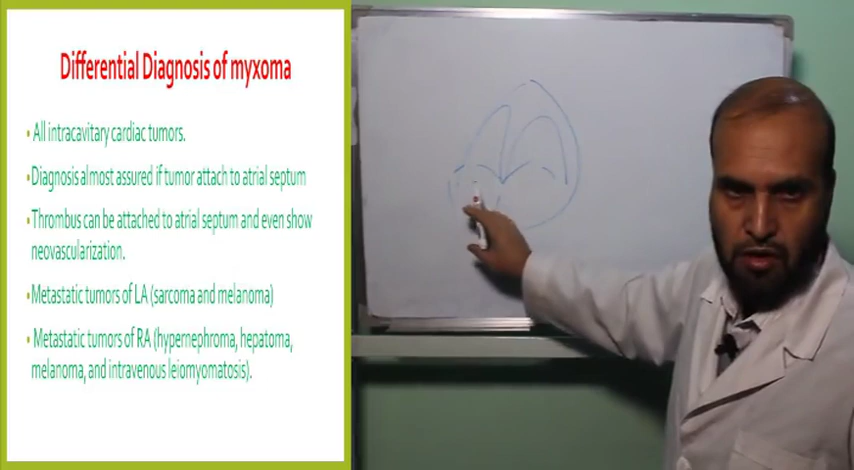 Differential Diagnosis of myxoma
• All intracavitary cardiac tumors.
• Diagnosis almost assured if tumor attach to atrial septum
• Thrombus can be attached to atrial septum and even show
neovascularization.
• Metastatic tumors of LA (sarcoma and melanoma)
• Metastatic tumors of RA (hypernephroma, hepatoma,
melanoma, and intravenous leiomyomatosis).